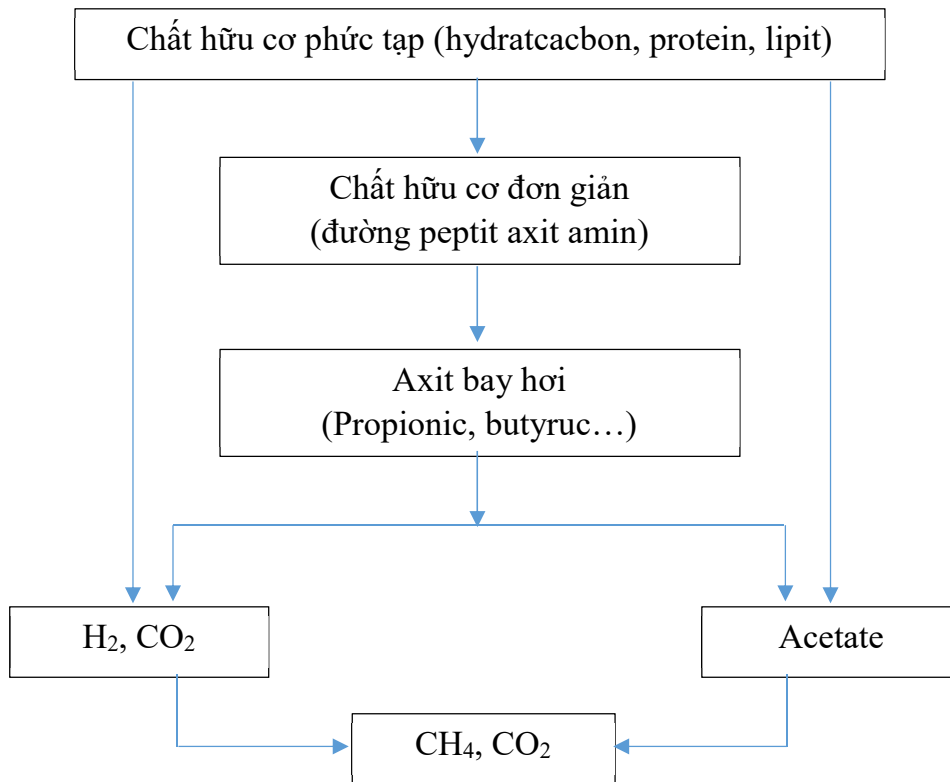 Chất hữu cơ phức tạp (hydratcacbon, protein, lipit)
Chất hữu cơ đơn giản
(đường peptit axit amin)
Axit bay hơi
(Propionic, butyruc…)
H₂, CO₂
Acetate
CH₄, CO₂